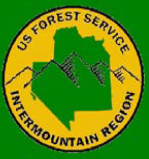 US FOREST SERVICE
INTERMOUNTAIN REGION